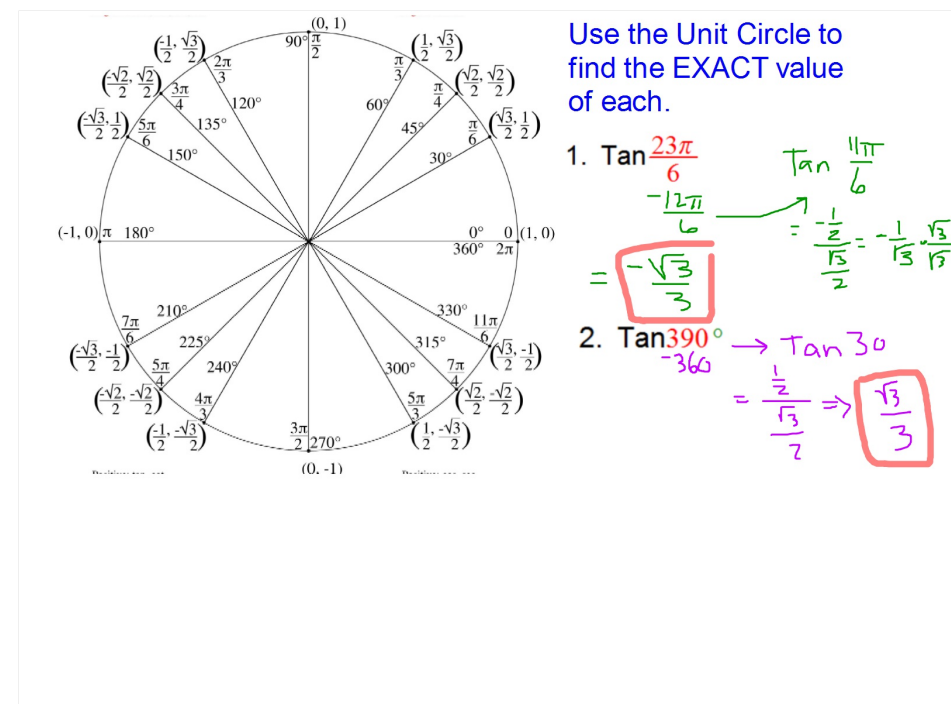 (0, 1)
90° π/2
(-1/2, √3/2) 2π/3 120°
(-√2/2, √2/2) 3π/4 135°
(-√3/2, 1/2) 5π/6 150°
(1/2, √3/2) π/3 60°
(√2/2, √2/2) π/4 45°
(√3/2, 1/2) π/6 30°
(-1, 0) π 180°
0° 0 (1, 0)
360° 2π
210° 7π/6 (-√3/2, -1/2)
225° 5π/4 (-√2/2, -√2/2)
240° 4π/3 (-1/2, -√3/2)
330° 11π/6 (√3/2, -1/2)
315° 7π/4 (√2/2, -√2/2)
300° 5π/3 (1/2, -√3/2)
3π/2 270°
(0, -1)
Use the Unit Circle to
find the EXACT value
of each.
1. Tan 23π/6
-12π/6 → Tan 11π/6
= (-1/2)/(√3/2) = -1/√3 · √3/√3
= -√3/3
2. Tan390°
-360 → Tan 30
= (1/2)/(√3/2) ⇒ √3/3